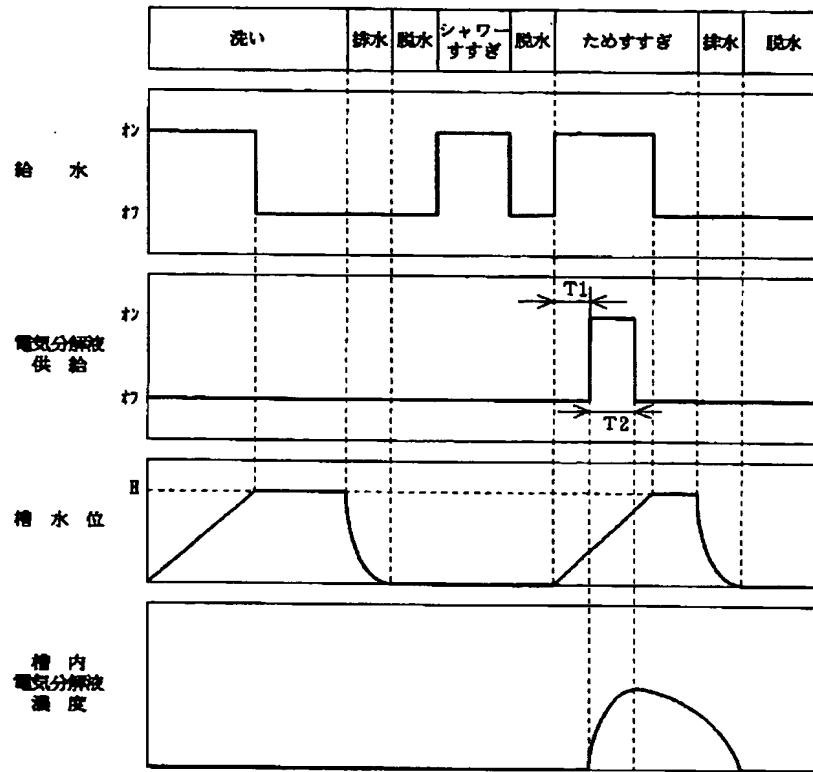 洗い
排水
脱水
シャワー
すすぎ
脱水
ためすすぎ
排水
脱水
給水
オン
オフ
電気分解液
供給
オン
オフ
T1
T2
槽水位
H
槽内
電気分解液
濃度